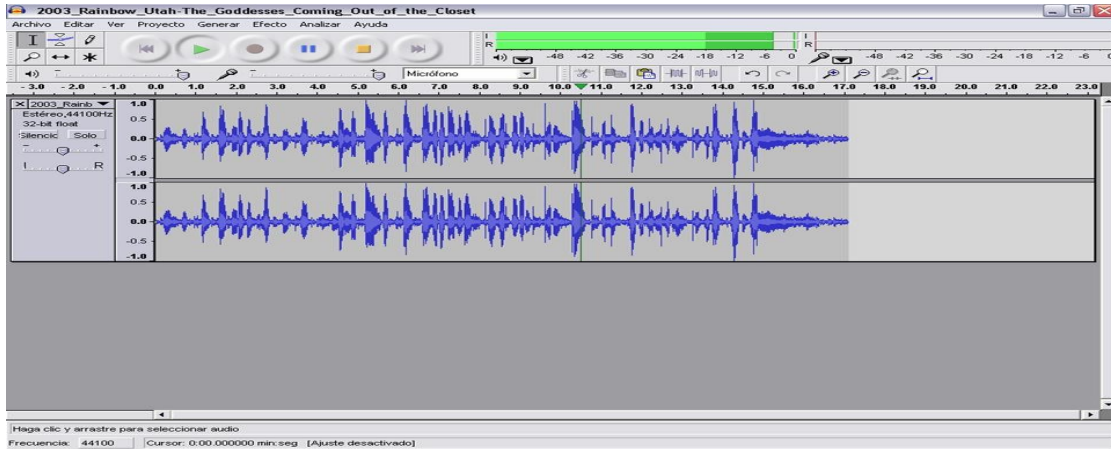 2003_Rainbow_Utah-The_Goddesses_Coming_Out_of_the_Closet
Archivo Editar Ver Proyecto Generar Efecto Analizar Ayuda
L
R
-48 -42 -36 -30 -24 -18 -12 -6 0
L
R
-48 -42 -36 -30 -24 -18 -12 -6
Micrófono
-3.0 -2.0 -1.0 0.0 1.0 2.0 3.0 4.0 5.0 6.0 7.0 8.0 9.0 10.0 11.0 12.0 13.0 14.0 15.0 16.0 17.0 18.0 19.0 20.0 21.0 22.0 23.0
2003_Rainb
Estéreo,44100Hz
32-bit float
Silencic Solo
- +
L R
1.0
0.5
0.0
-0.5
-1.0
1.0
0.5
0.0
-0.5
-1.0
Haga clic y arrastre para seleccionar audio
Frecuencia: 44100 Cursor: 0:00.000000 min:seg [Ajuste desactivado]